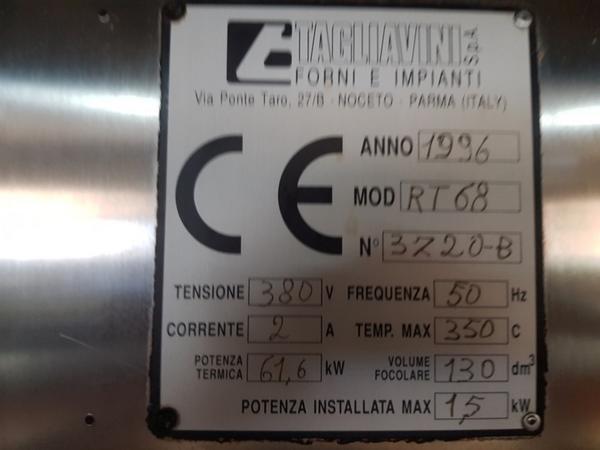 TAGLIAVINI S.p.A.
FORNI E IMPIANTI
Via Ponte Taro, 27/B - NOCETO - PARMA (ITALY)
CE
ANNO 1996
MOD RT 68
N° 3Z20-B
TENSIONE 380 V FREQUENZA 50 Hz
CORRENTE 2 A TEMP. MAX 350 C
POTENZA TERMICA 61,6 kW VOLUME FOCOLARE 130 dm³
POTENZA INSTALLATA MAX 1,5 kW